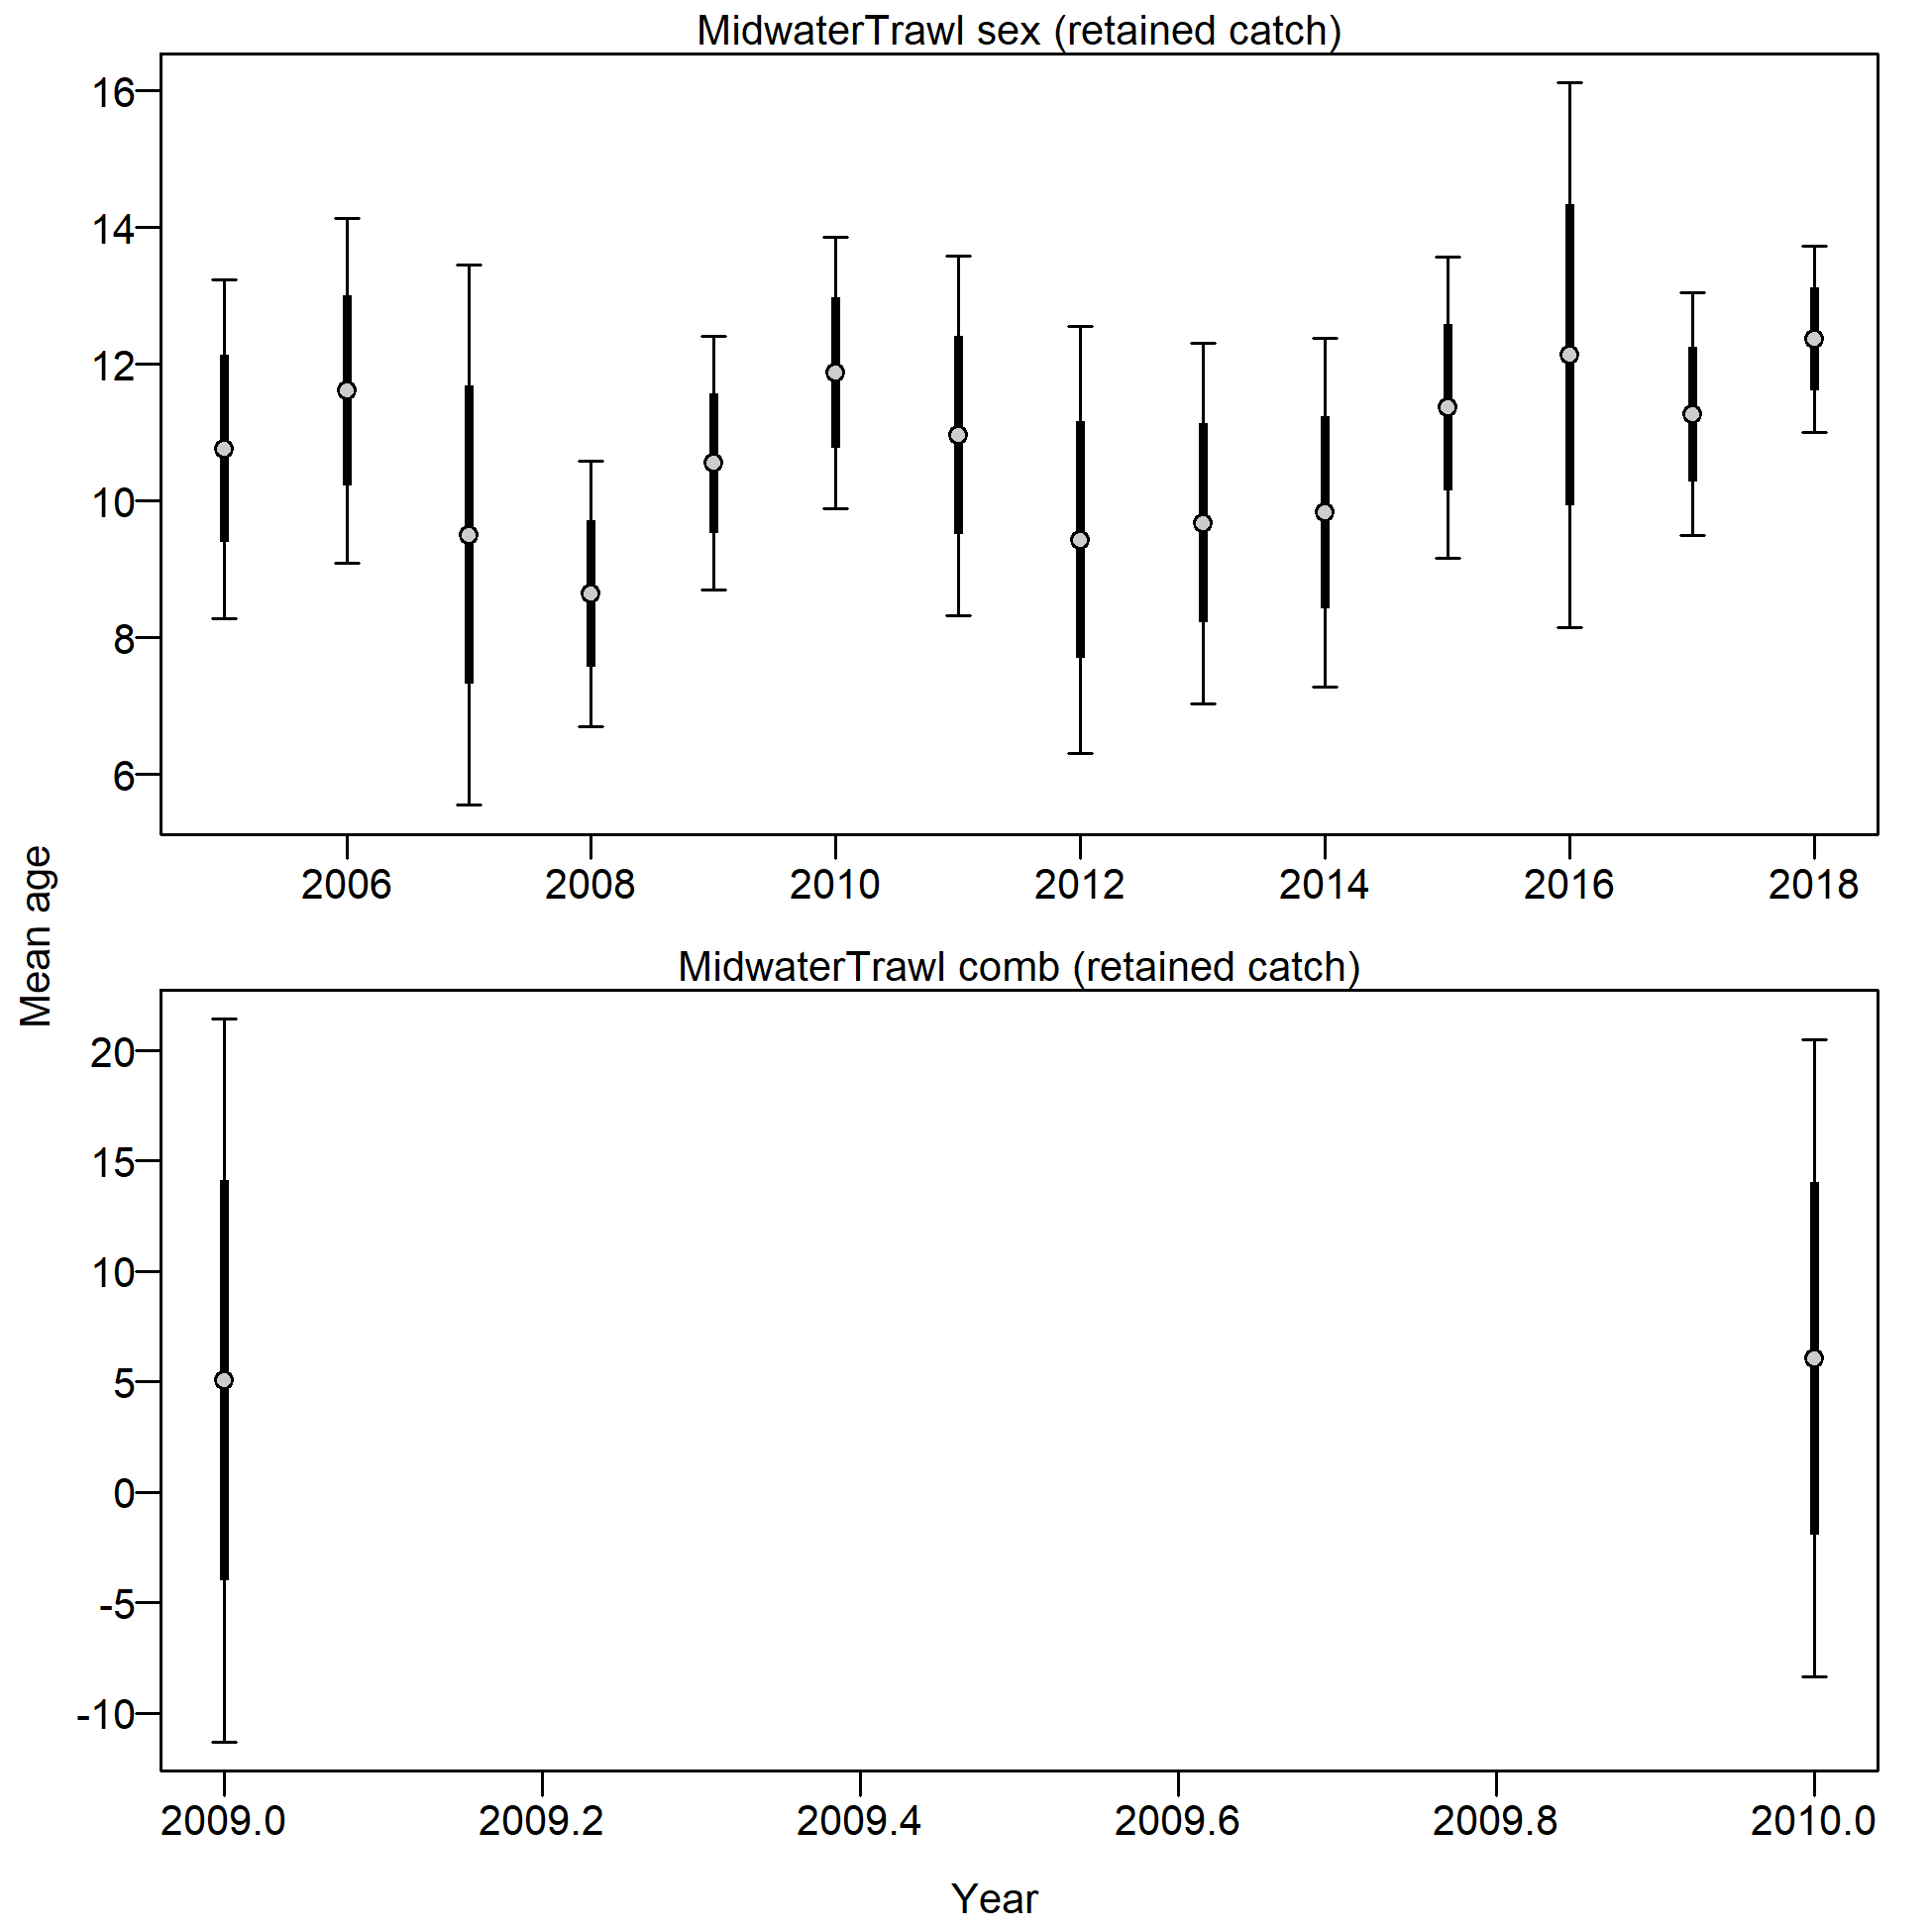 MidwaterTrawl sex (retained catch)
16
14
12
10
8
6
2006 2008 2010 2012 2014 2016 2018
Mean age
MidwaterTrawl comb (retained catch)
20
15
10
5
0
-5
-10
2009.0 2009.2 2009.4 2009.6 2009.8 2010.0
Year